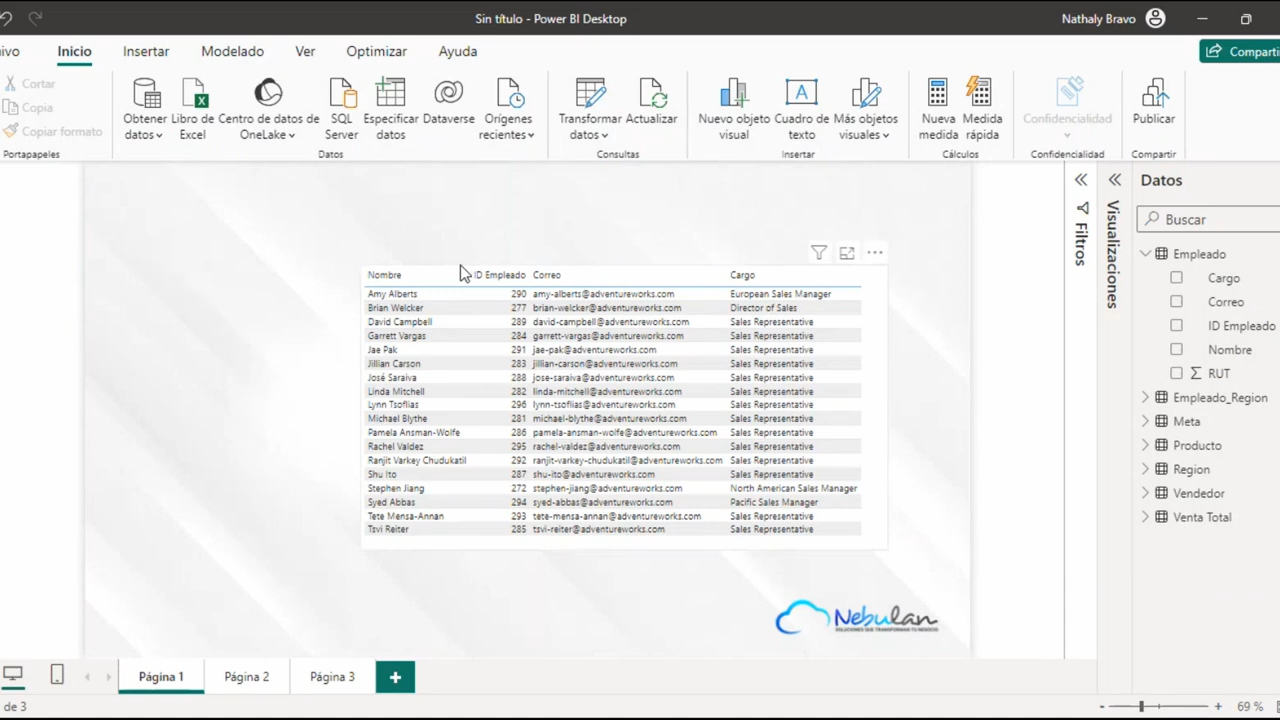 Sin título - Power BI Desktop
Nathaly Bravo
ivo Inicio Insertar Modelado Ver Optimizar Ayuda
Comparti
Cortar
Copia
Copiar formato
Portapapeles
Obtener datos
Libro de Excel
Centro de datos de OneLake
SQL Server
Especificar datos
Dataverse
Orígenes recientes
Datos
Transformar datos
Actualizar
Consultas
Nuevo objeto visual
Cuadro de texto
Más objetos visuales
Insertar
Nueva medida
Medida rápida
Cálculos
Confidencialidad
Confidencialidad
Publicar
Compartir
Nombre ID Empleado Correo Cargo
Amy Alberts 290 amy-alberts@adventureworks.com European Sales Manager
Brian Welcker 277 brian-welcker@adventureworks.com Director of Sales
David Campbell 289 david-campbell@adventureworks.com Sales Representative
Garrett Vargas 284 garrett-vargas@adventureworks.com Sales Representative
Jae Pak 291 jae-pak@adventureworks.com Sales Representative
Jillian Carson 283 jillian-carson@adventureworks.com Sales Representative
José Saraiva 288 jose-saraiva@adventureworks.com Sales Representative
Linda Mitchell 282 linda-mitchell@adventureworks.com Sales Representative
Lynn Tsoflias 296 lynn-tsoflias@adventureworks.com Sales Representative
Michael Blythe 281 michael-blythe@adventureworks.com Sales Representative
Pamela Ansman-Wolfe 286 pamela-ansman-wolfe@adventureworks.com Sales Representative
Rachel Valdez 295 rachel-valdez@adventureworks.com Sales Representative
Ranjit Varkey Chudukatil 292 ranjit-varkey-chudukatil@adventureworks.com Sales Representative
Shu Ito 287 shu-ito@adventureworks.com Sales Representative
Stephen Jiang 272 stephen-jiang@adventureworks.com North American Sales Manager
Syed Abbas 294 syed-abbas@adventureworks.com Pacific Sales Manager
Tete Mensa-Annan 293 tete-mensa-annan@adventureworks.com Sales Representative
Tsvi Reiter 285 tsvi-reiter@adventureworks.com Sales Representative
Nebulan
SOLUCIONES QUE TRANSFORMAN TU NEGOCIO
Filtros
Visualizaciones
Datos
Buscar
Empleado
Cargo
Correo
ID Empleado
Nombre
Σ RUT
Empleado_Region
Meta
Producto
Region
Vendedor
Venta Total
Página 1 Página 2 Página 3 +
de 3
- + 69 %